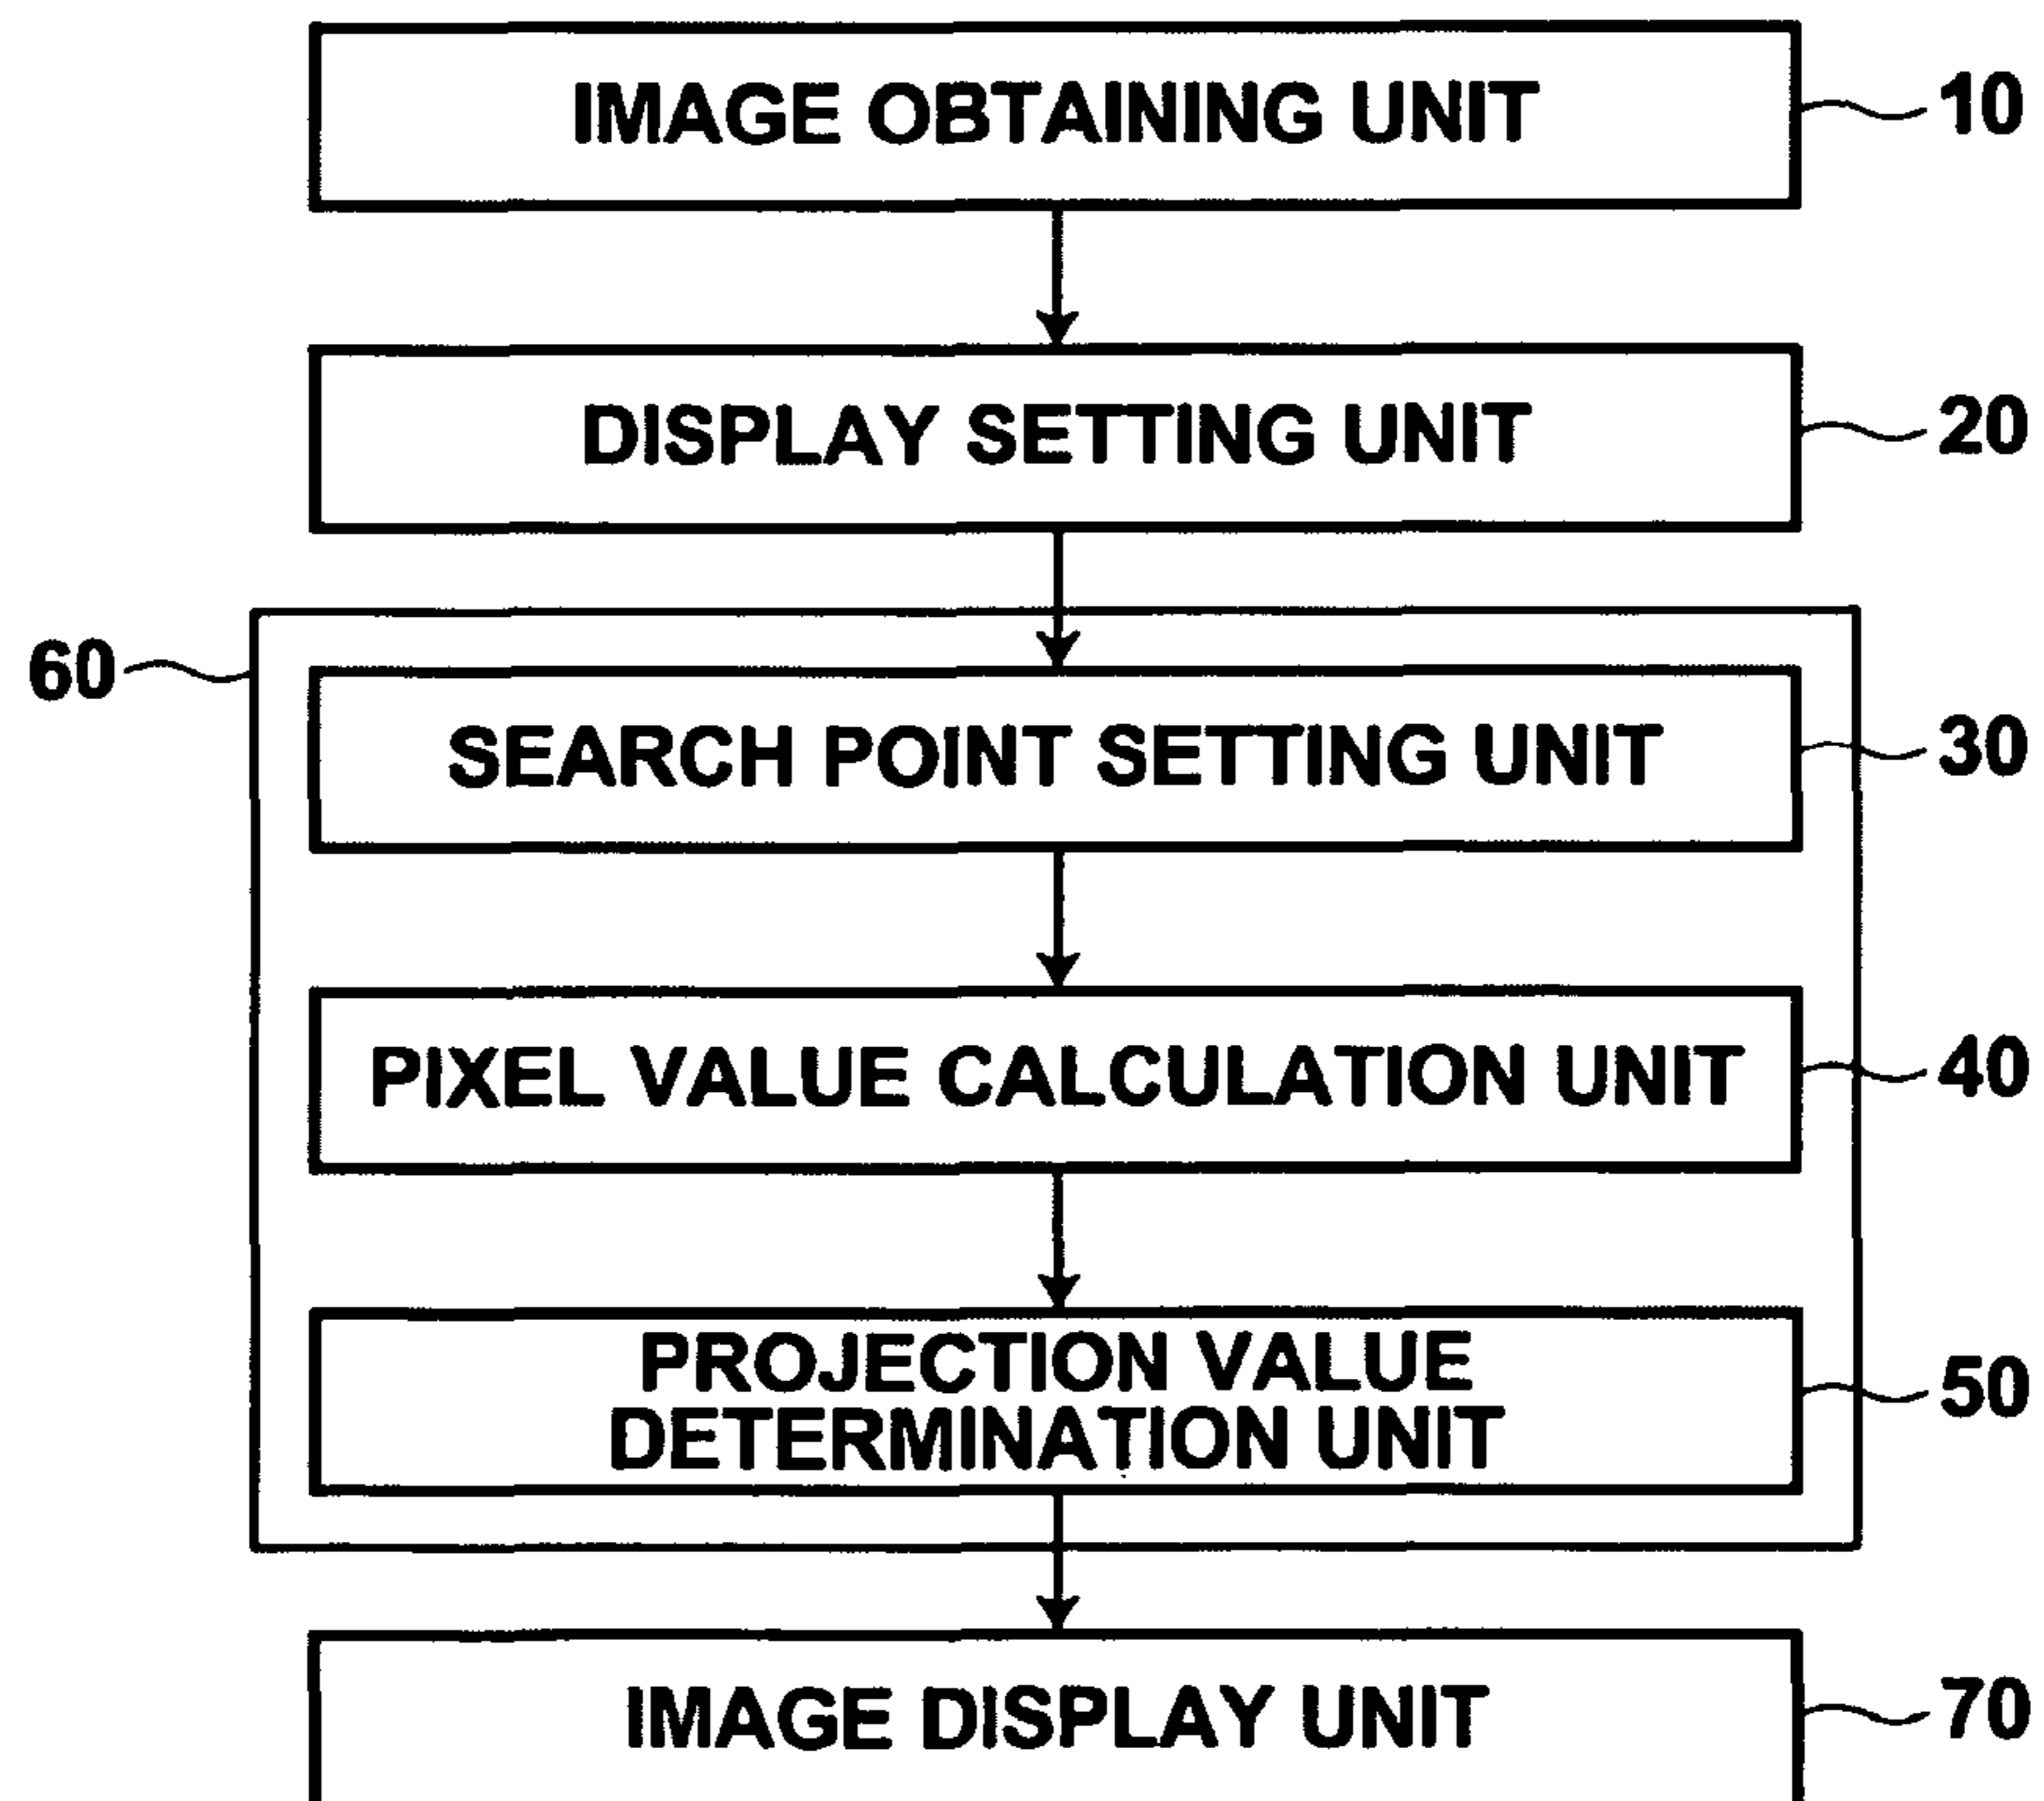 IMAGE OBTAINING UNIT
10
DISPLAY SETTING UNIT
20
60
SEARCH POINT SETTING UNIT
30
PIXEL VALUE CALCULATION UNIT
40
PROJECTION VALUE
DETERMINATION UNIT
50
IMAGE DISPLAY UNIT
70